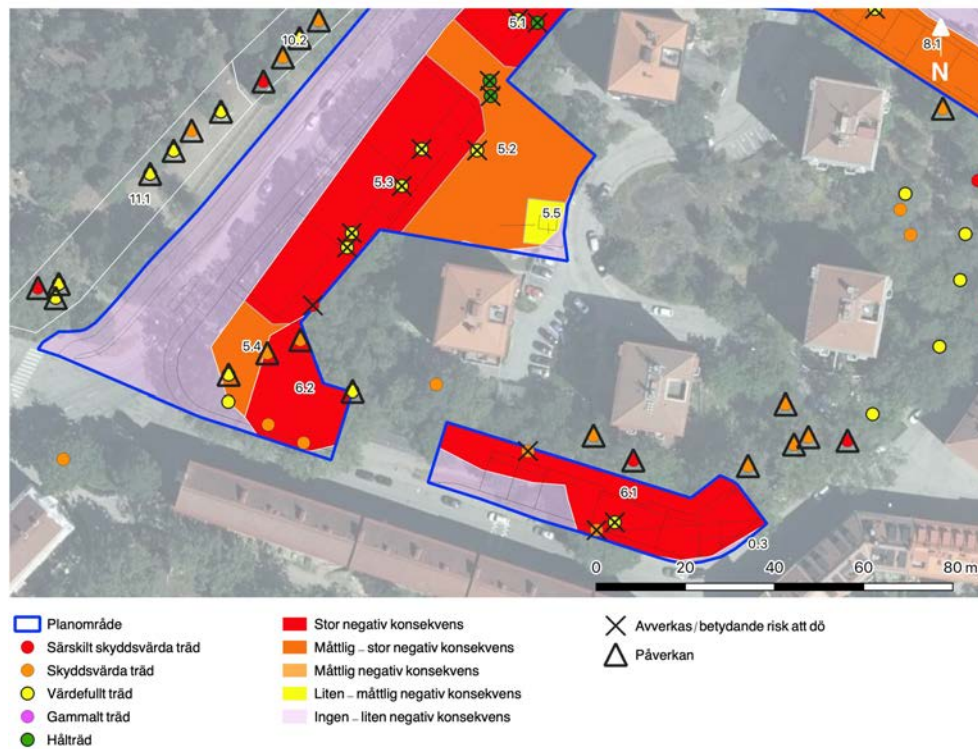 10.2
5.1
8.1
N
11.1
5.2
5.3
5.5
5.4
6.2
6.1
0.3
0 20 40 80 m
Planområde
Särskilt skyddsvärda träd
Skyddsvärda träd
Värdefullt träd
Gammalt träd
Hålträd
Stor negativ konsekvens
Måttlig – stor negativ konsekvens
Måttlig negativ konsekvens
Liten – måttlig negativ konsekvens
Ingen – liten negativ konsekvens
Avverkas/betydande risk att dö
Påverkan